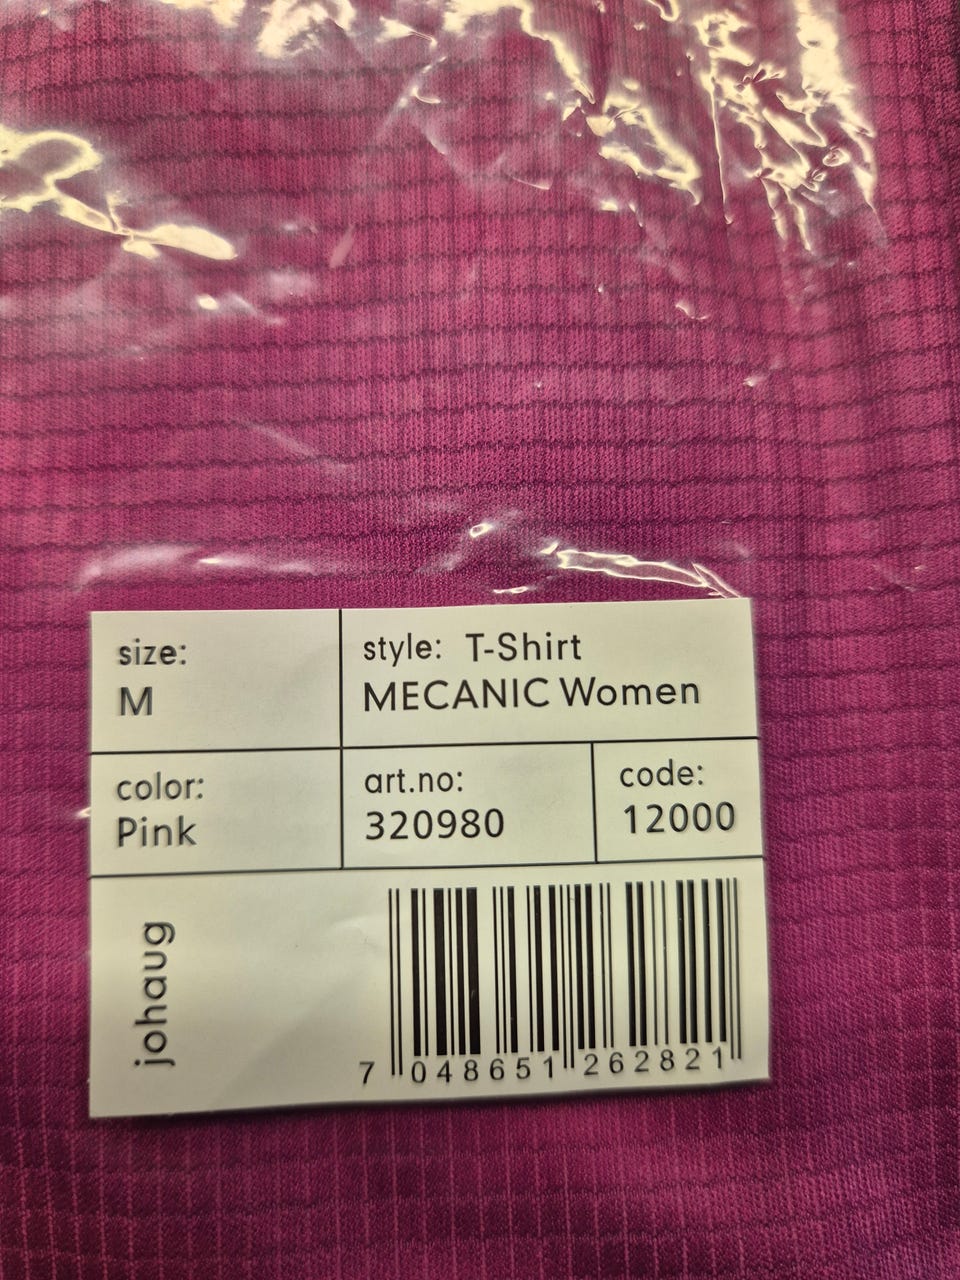 size:
M
style: T-Shirt
MECANIC Women
color:
Pink
art.no:
320980
code:
12000
johaug
7 048651 262821